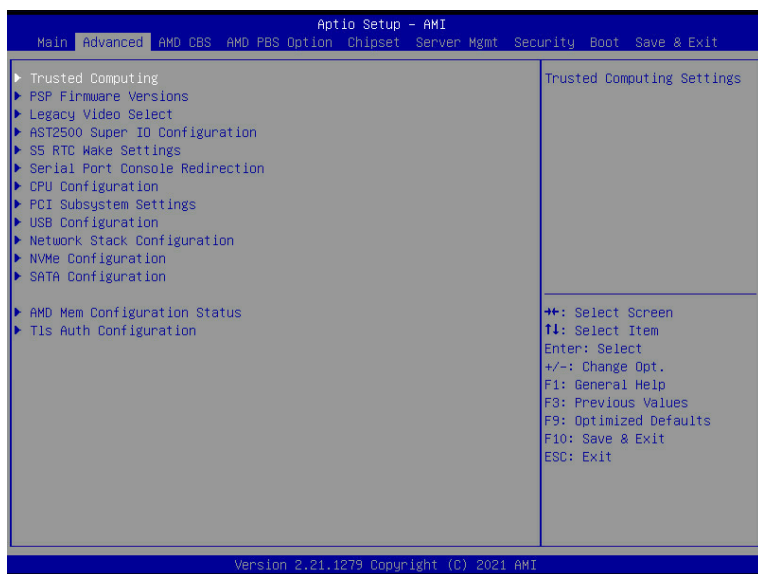 Aptio Setup - AMI
Main Advanced AMD CBS AMD PBS Option Chipset Server Mgmt Security Boot Save & Exit
Trusted Computing
PSP Firmware Versions
Legacy Video Select
AST2500 Super IO Configuration
S5 RTC Wake Settings
Serial Port Console Redirection
CPU Configuration
PCI Subsystem Settings
USB Configuration
Network Stack Configuration
NVMe Configuration
SATA Configuration
AMD Mem Configuration Status
Tls Auth Configuration
Trusted Computing Settings
→←: Select Screen
↑↓: Select Item
Enter: Select
+/-: Change Opt.
F1: General Help
F3: Previous Values
F9: Optimized Defaults
F10: Save & Exit
ESC: Exit
Version 2.21.1279 Copyright (C) 2021 AMI